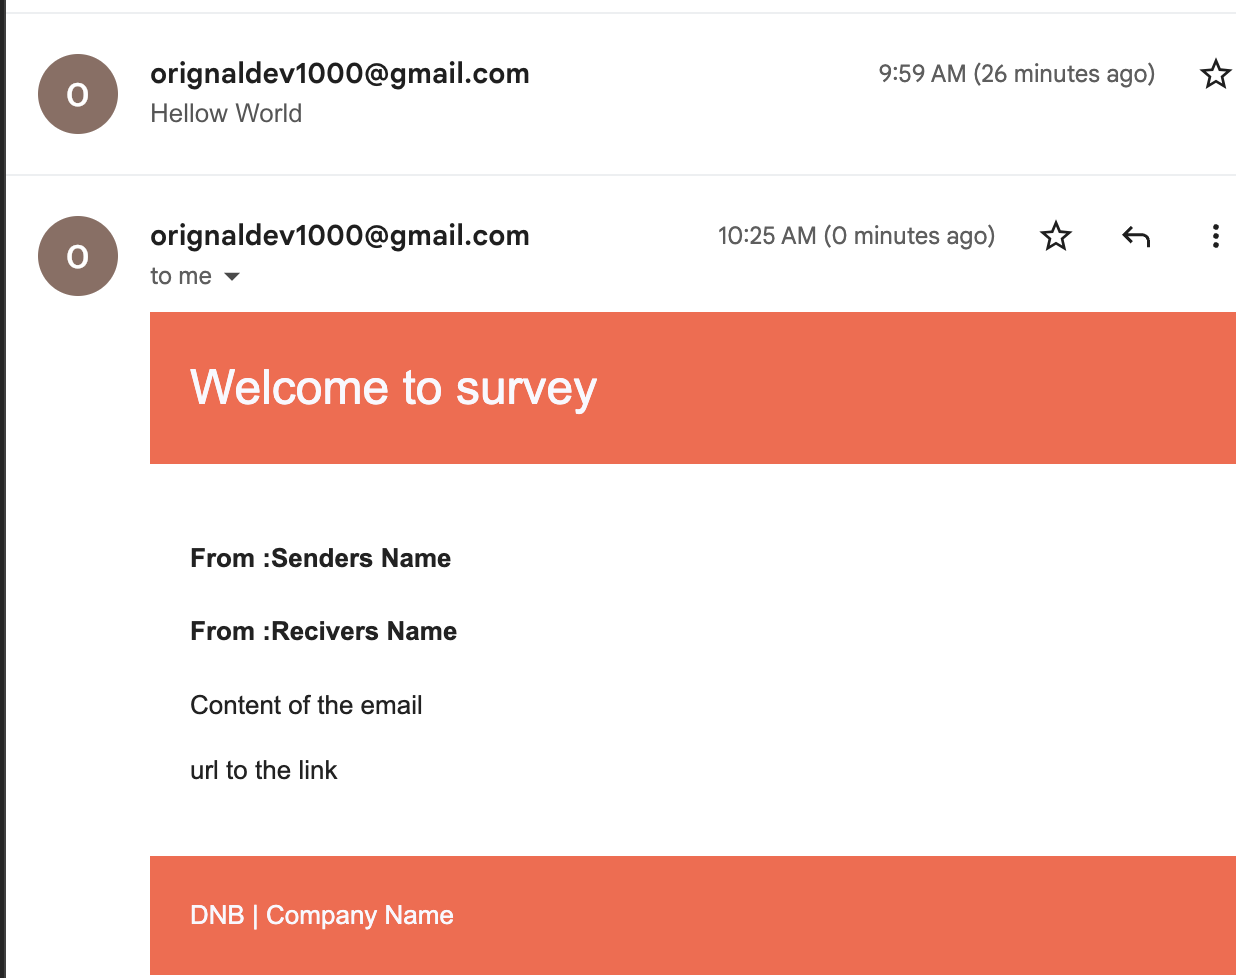 O
orignaldev1000@gmail.com
9:59 AM (26 minutes ago)
Hellow World
O
orignaldev1000@gmail.com
10:25 AM (0 minutes ago)
to me
Welcome to survey
From :Senders Name
From :Recivers Name
Content of the email
url to the link
DNB | Company Name